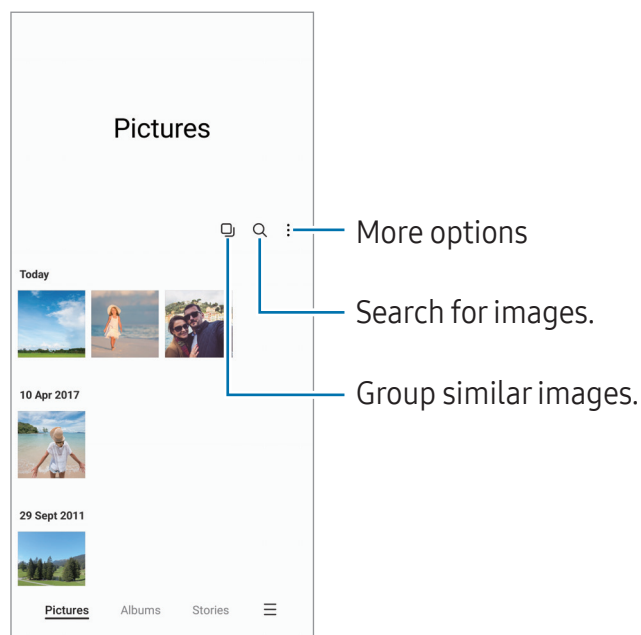 Pictures
More options
Today
Search for images.
Group similar images.
10 Apr 2017
29 Sept 2011
Pictures Albums Stories